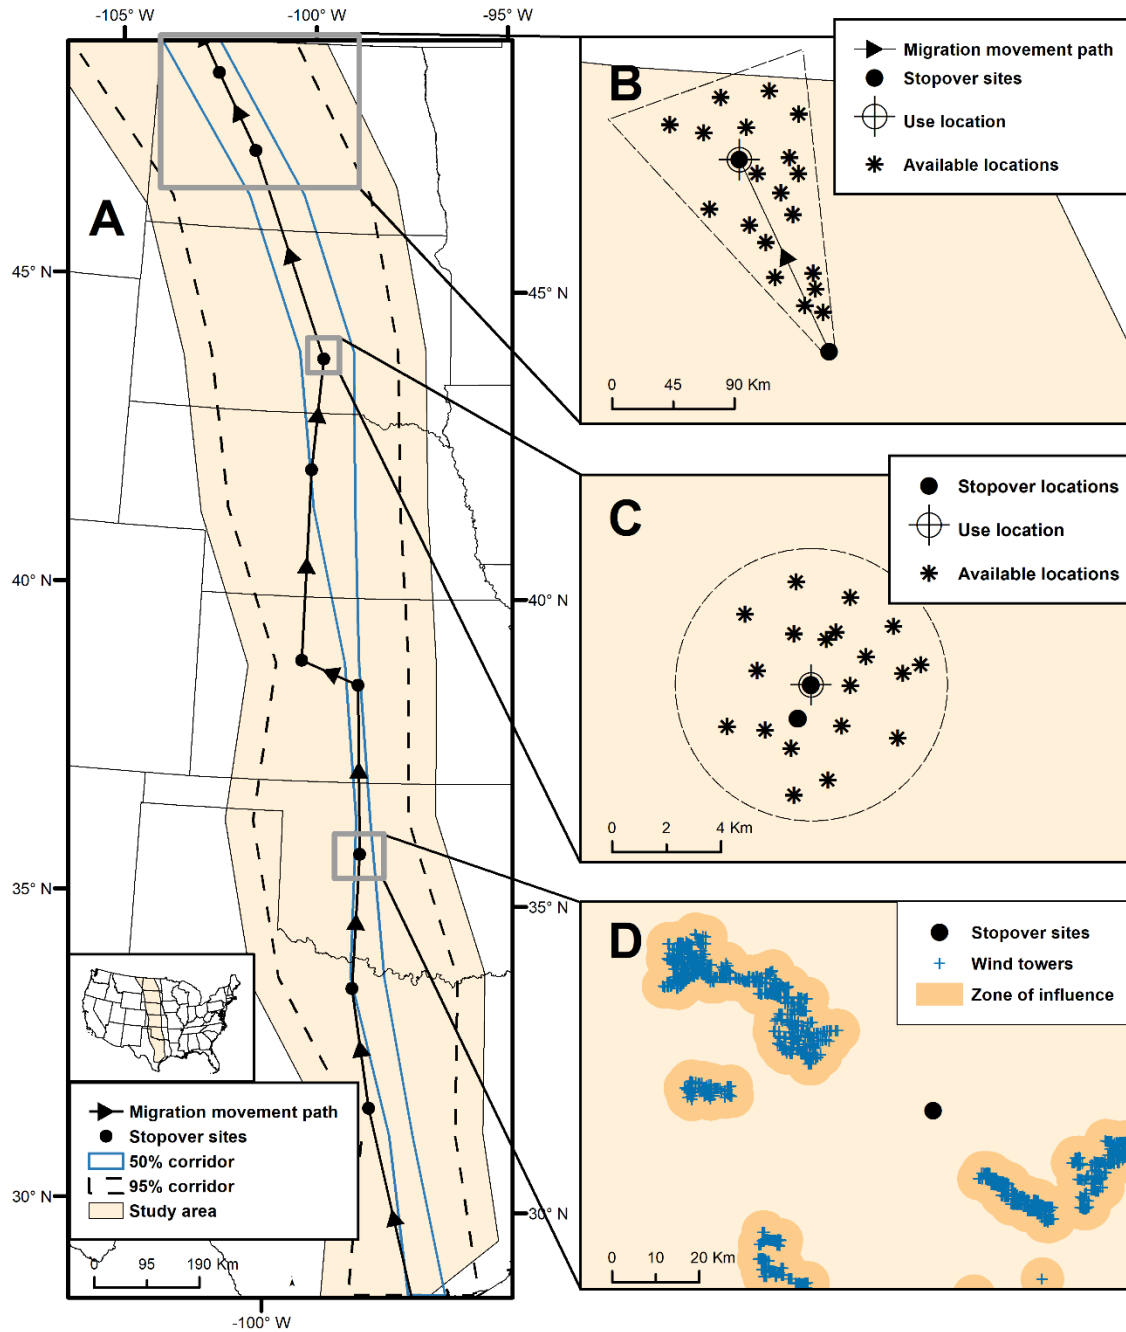 -105° W
-100° W
-95° W
A
45° N
40° N
35° N
30° N
45° N
40° N
35° N
30° N
Migration movement path
Stopover sites
50% corridor
95% corridor
Study area
0 95 190 Km
-100° W
B
Migration movement path
Stopover sites
Use location
Available locations
0 45 90 Km
C
Stopover locations
Use location
Available locations
0 2 4 Km
D
Stopover sites
Wind towers
Zone of influence
0 10 20 Km